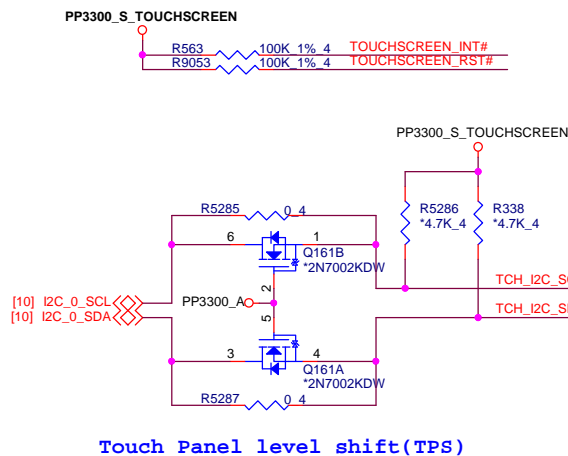 PP3300_S_TOUCHSCREEN
R563 100K_1%_4 TOUCHSCREEN_INT#
R9053 100K_1%_4 TOUCHSCREEN_RST#
PP3300_S_TOUCHSCREEN
R5285 0_4
R5286 R338
*4.7K_4 *4.7K_4
6 1
Q161B
*2N7002KDW
2
TCH_I2C_S
[10] I2C_0_SCL PP3300_A
[10] I2C_0_SDA
5
TCH_I2C_S
3 4
Q161A
*2N7002KDW
R5287 0_4
Touch Panel level shift(TPS)